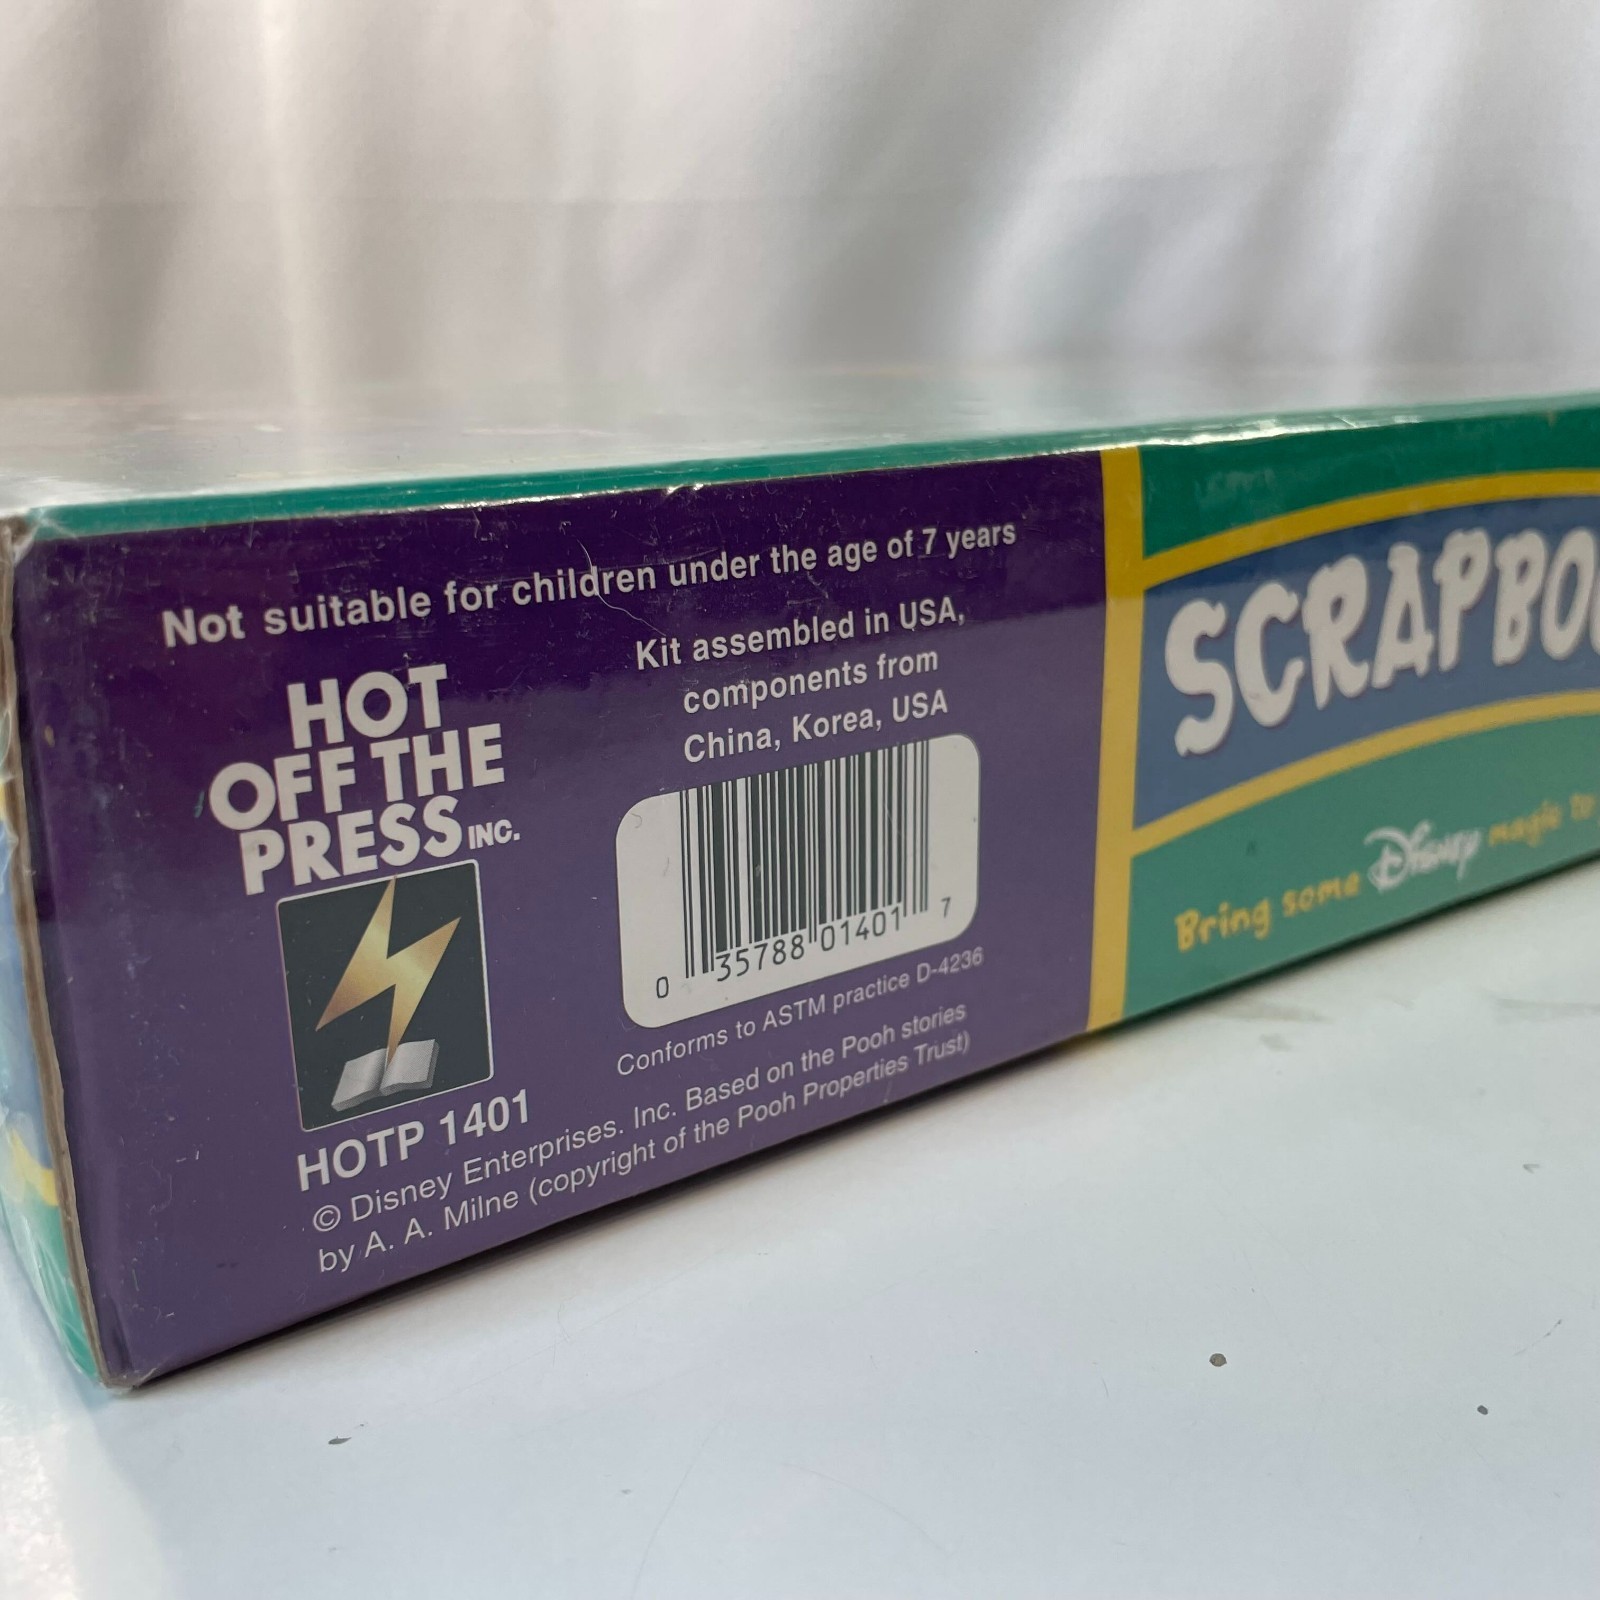 Not suitable for children under the age of 7 years
HOT
OFF THE
PRESS INC.
HOTP 1401
Kit assembled in USA,
components from
China, Korea, USA
0 35788 01401 7
Conforms to ASTM practice D-4236
© Disney Enterprises. Inc. Based on the Pooh stories
by A. A. Milne (copyright of the Pooh Properties Trust)
SCRAPBOO
Bring some Disney magic to